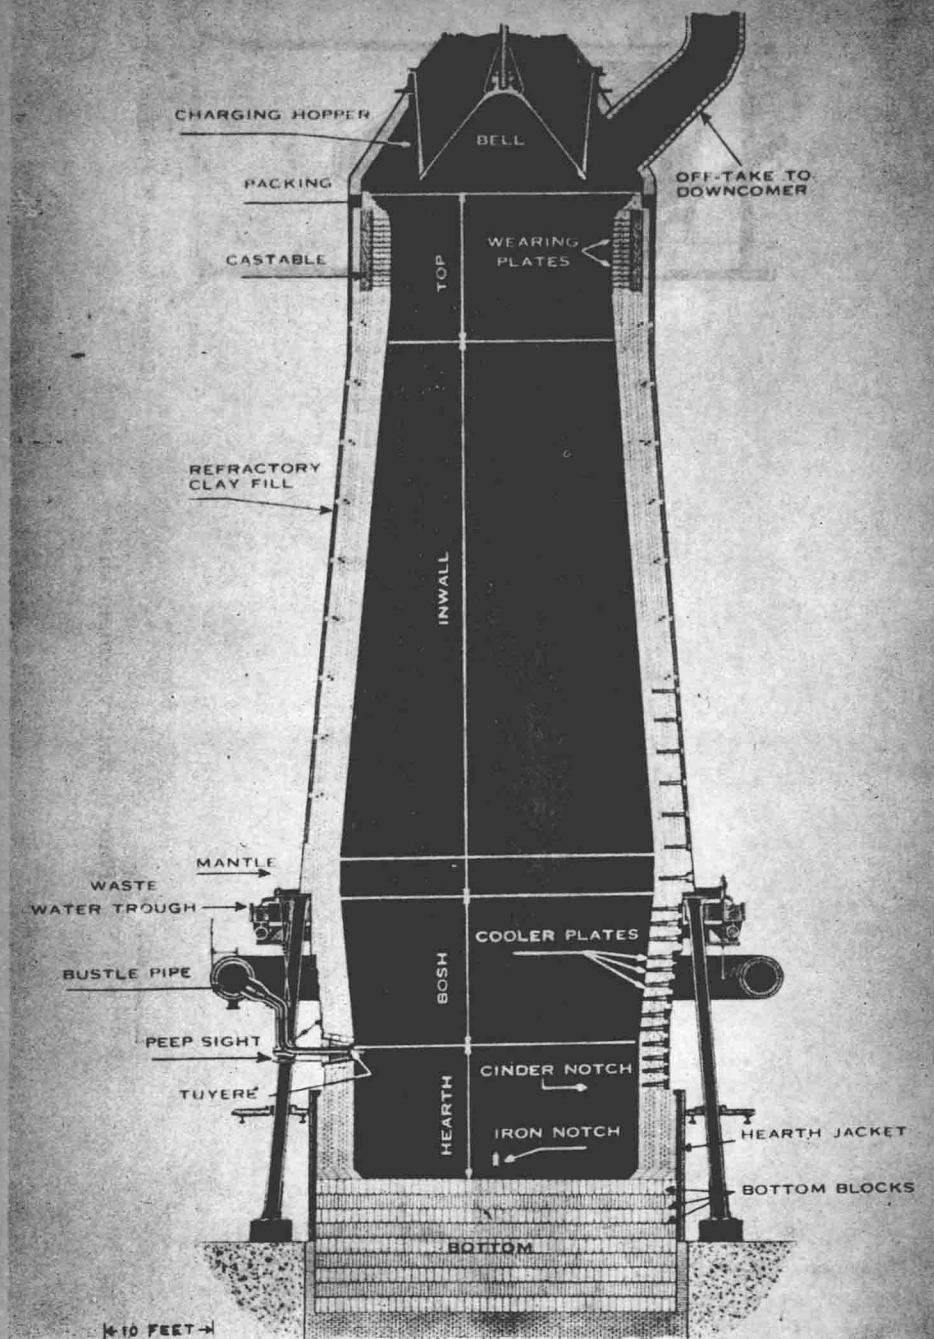 CHARGING HOPPER
BELL
OFF-TAKE TO
DOWNCOMER
PACKING
WEARING
PLATES
CASTABLE
TOP
REFRACTORY
CLAY FILL
INWALL
MANTLE
WASTE
WATER TROUGH
COOLER PLATES
BOSH
BUSTLE PIPE
PEEP SIGHT
CINDER NOTCH
TUYERE
HEARTH
IRON NOTCH
HEARTH JACKET
BOTTOM BLOCKS
BOTTOM
10 FEET